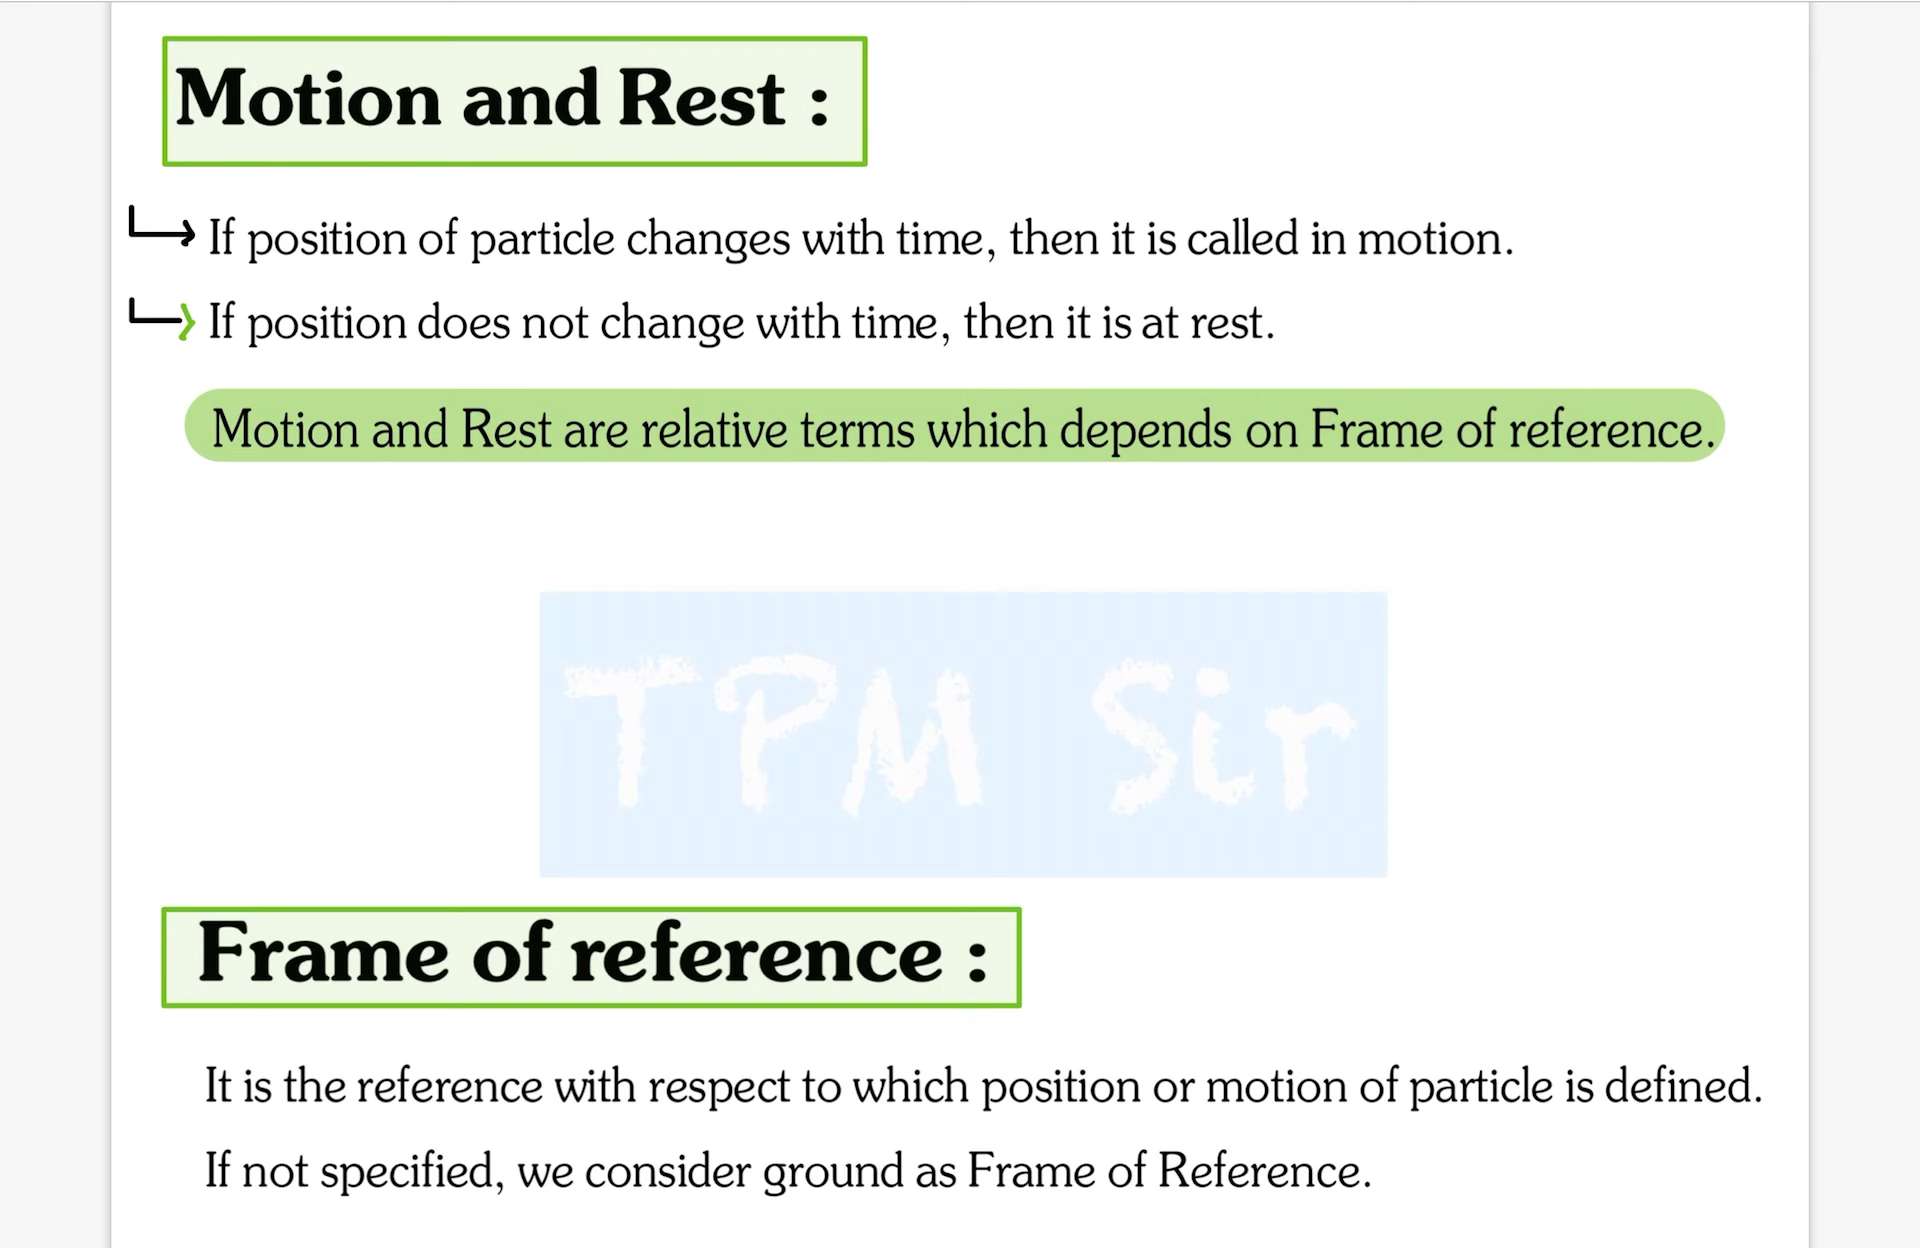 Motion and Rest :
If position of particle changes with time, then it is called in motion.
If position does not change with time, then it is at rest.
Motion and Rest are relative terms which depends on Frame of reference.
TPM Sir
Frame of reference :
It is the reference with respect to which position or motion of particle is defined.
If not specified, we consider ground as Frame of Reference.